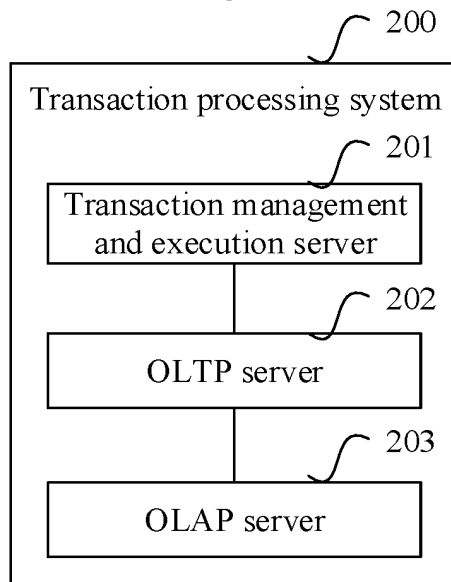 200
Transaction processing system
201
Transaction management
and execution server
202
OLTP server
203
OLAP server